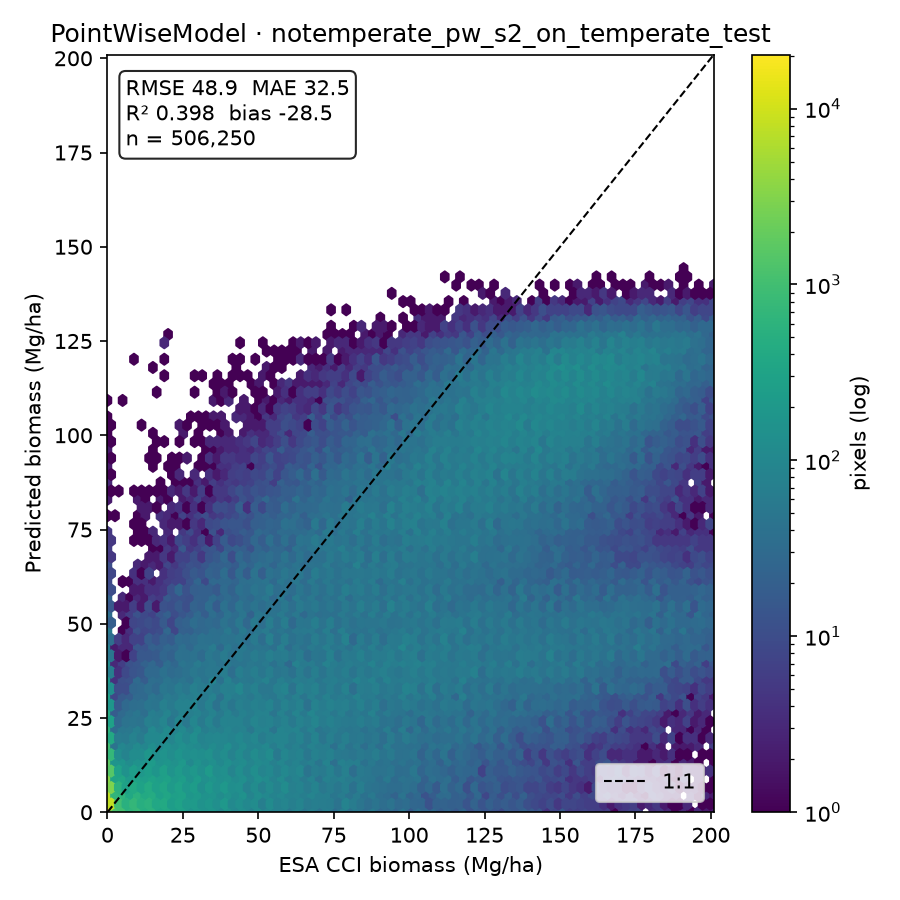 PointWiseModel · notemperate_pw_s2_on_temperate_test
RMSE 48.9  MAE 32.5
R² 0.398  bias -28.5
n = 506,250
200
175
150
125
100
75
50
25
0
Predicted biomass (Mg/ha)
0 25 50 75 100 125 150 175 200
ESA CCI biomass (Mg/ha)
1:1
10⁴
10³
10²
10¹
10⁰
pixels (log)